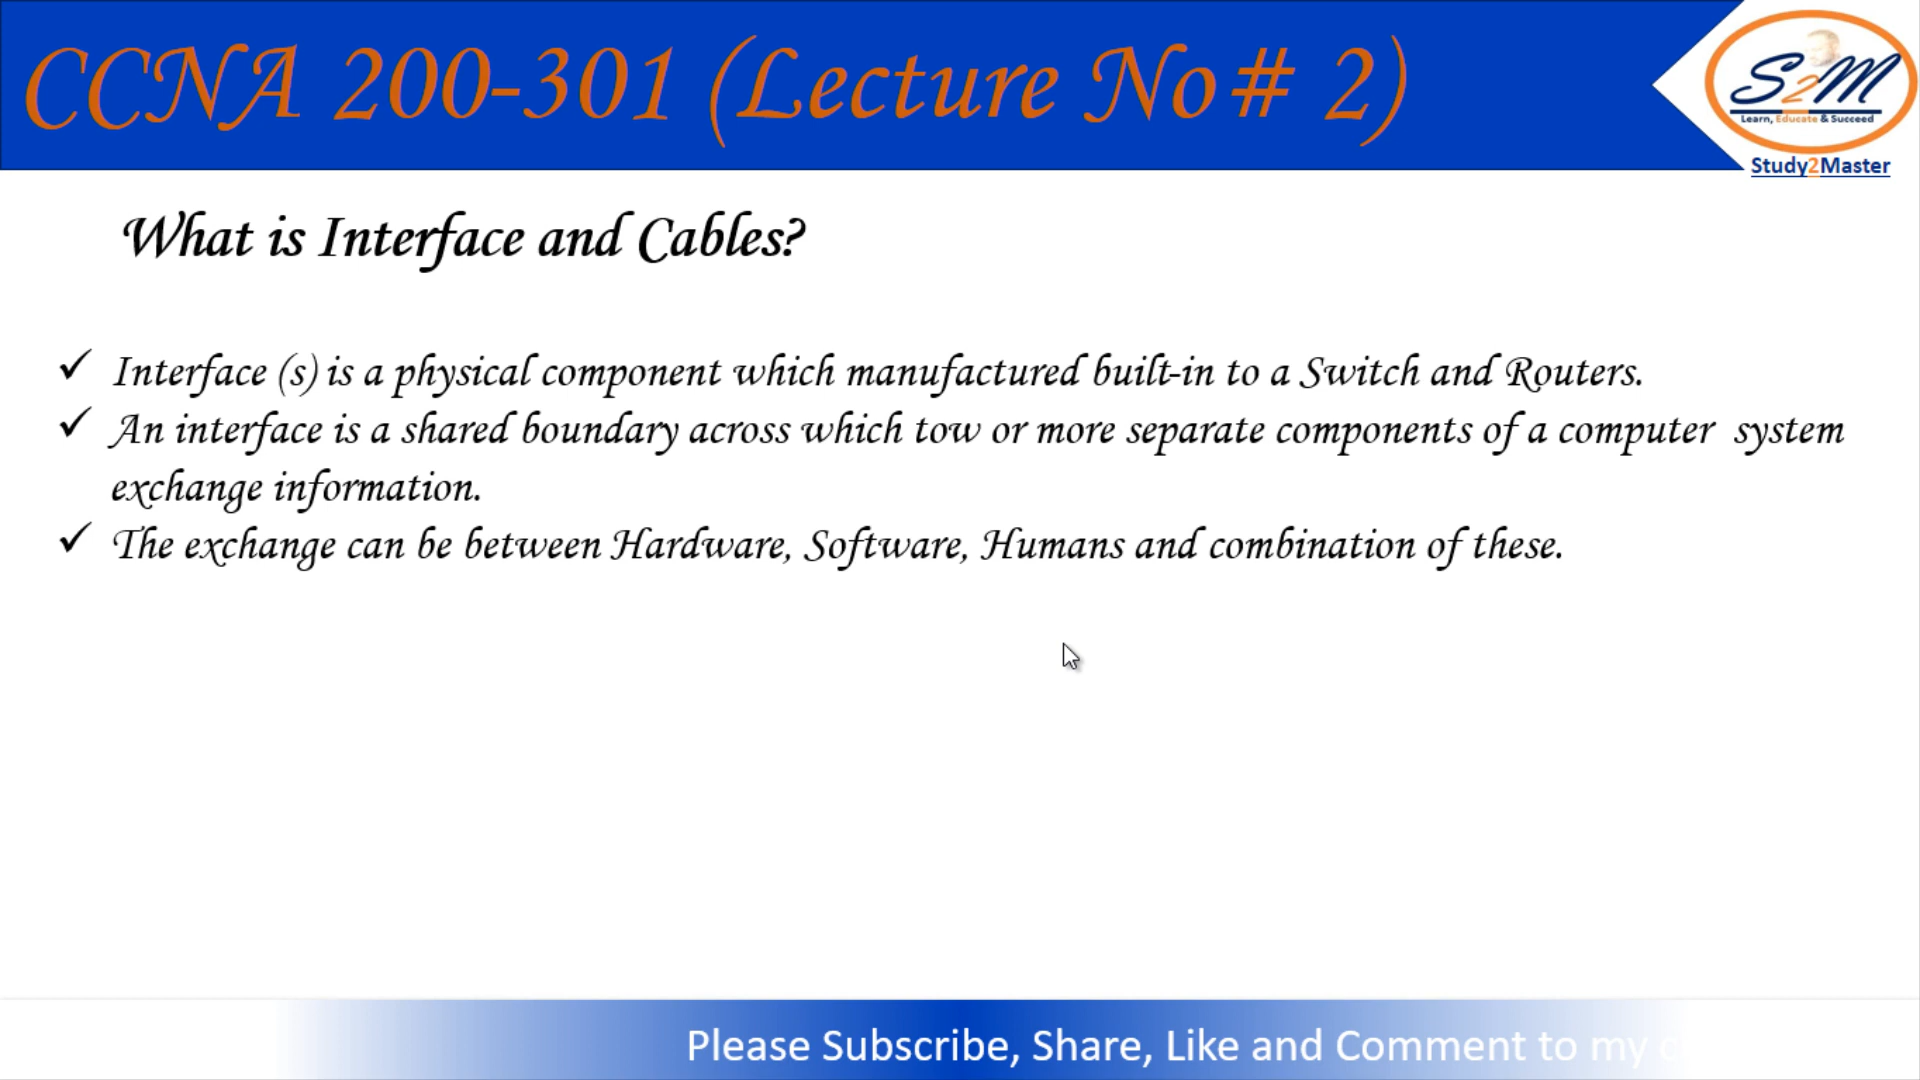 CCNA 200-301 (Lecture No# 2)
S2M
Learn, Educate & Succeed
Study2Master
What is Interface and Cables?
✓ Interface (s) is a physical component which manufactured built-in to a Switch and Routers.
✓ An interface is a shared boundary across which tow or more separate components of a computer system
exchange information.
✓ The exchange can be between Hardware, Software, Humans and combination of these.
Please Subscribe, Share, Like and Comment to my